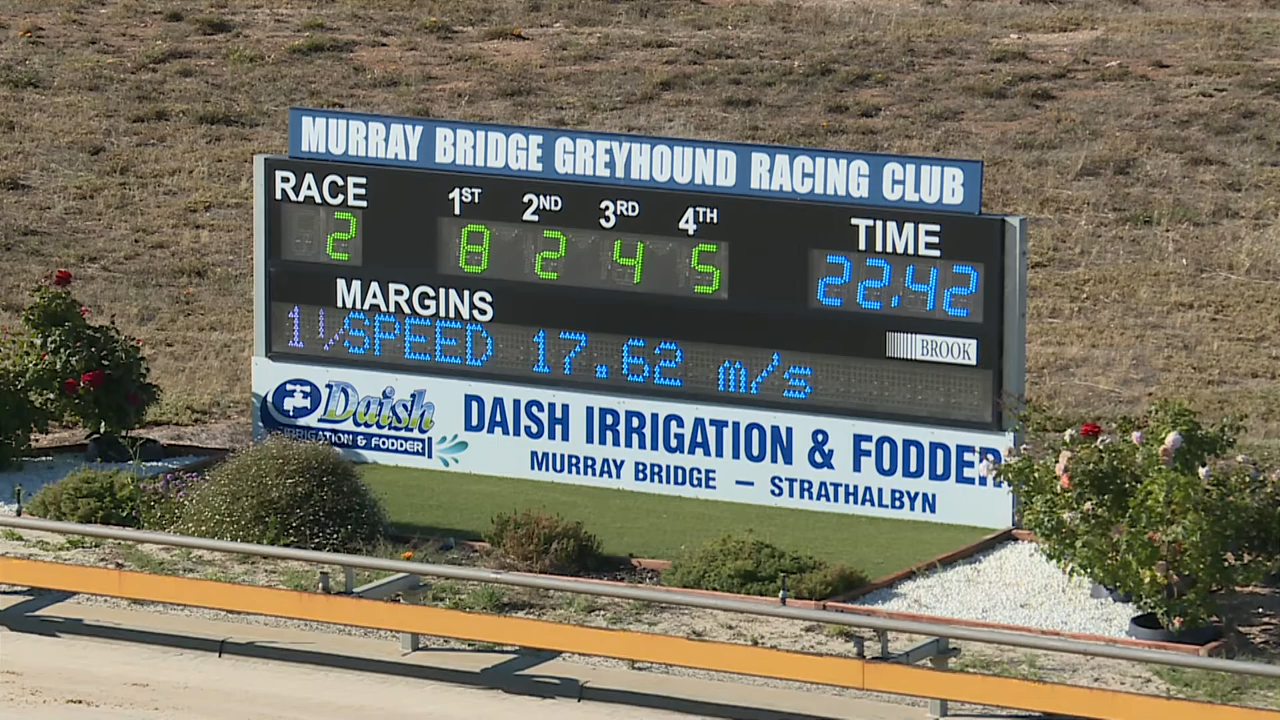 MURRAY BRIDGE GREYHOUND RACING CLUB
RACE 1ST 2ND 3RD 4TH TIME
2 8 2 4 5 22.42
MARGINS
SPEED 17.62 m/s
BROOK
Daish
IRRIGATION & FODDER
DAISH IRRIGATION & FODDER
MURRAY BRIDGE – STRATHALBYN